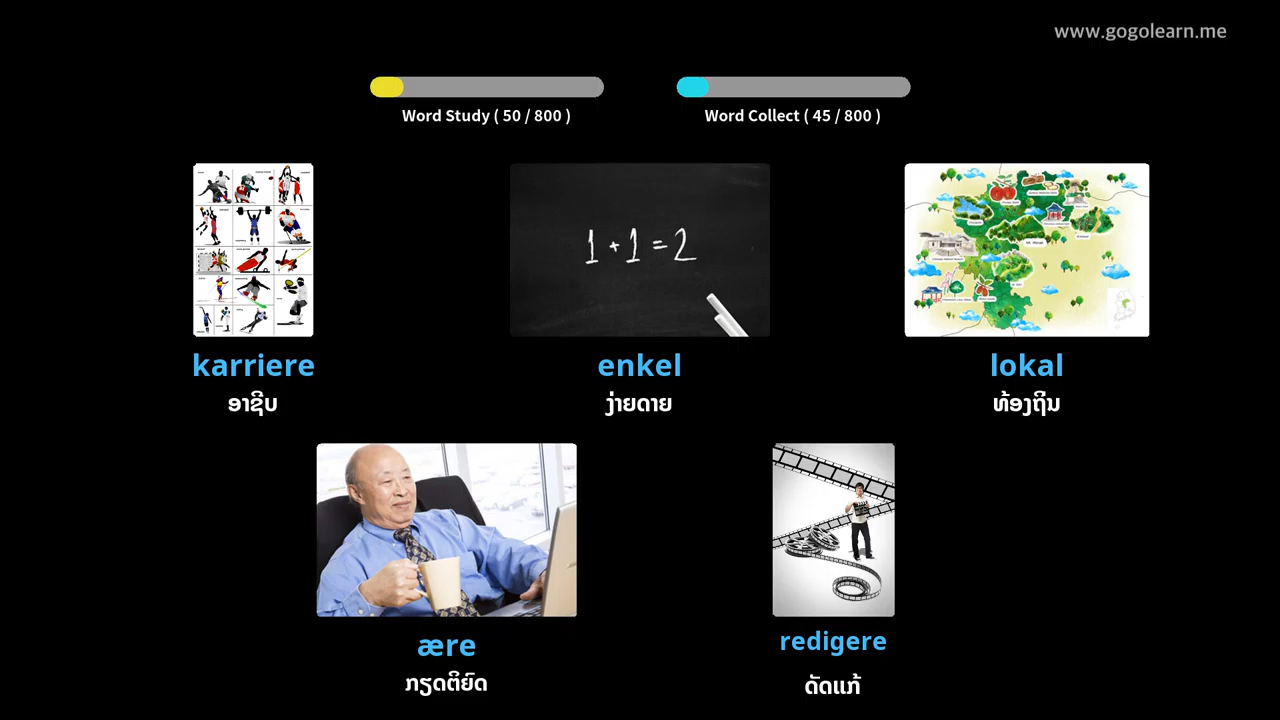 www.gogolearn.me
Word Study ( 50 / 800 )
Word Collect ( 45 / 800 )
1 + 1 = 2
karriere
ອາຊີບ
enkel
ງ່າຍດາຍ
lokal
ທ້ອງຖິ່ນ
ære
ກຽດຕິຍົດ
redigere
ດັດແກ້